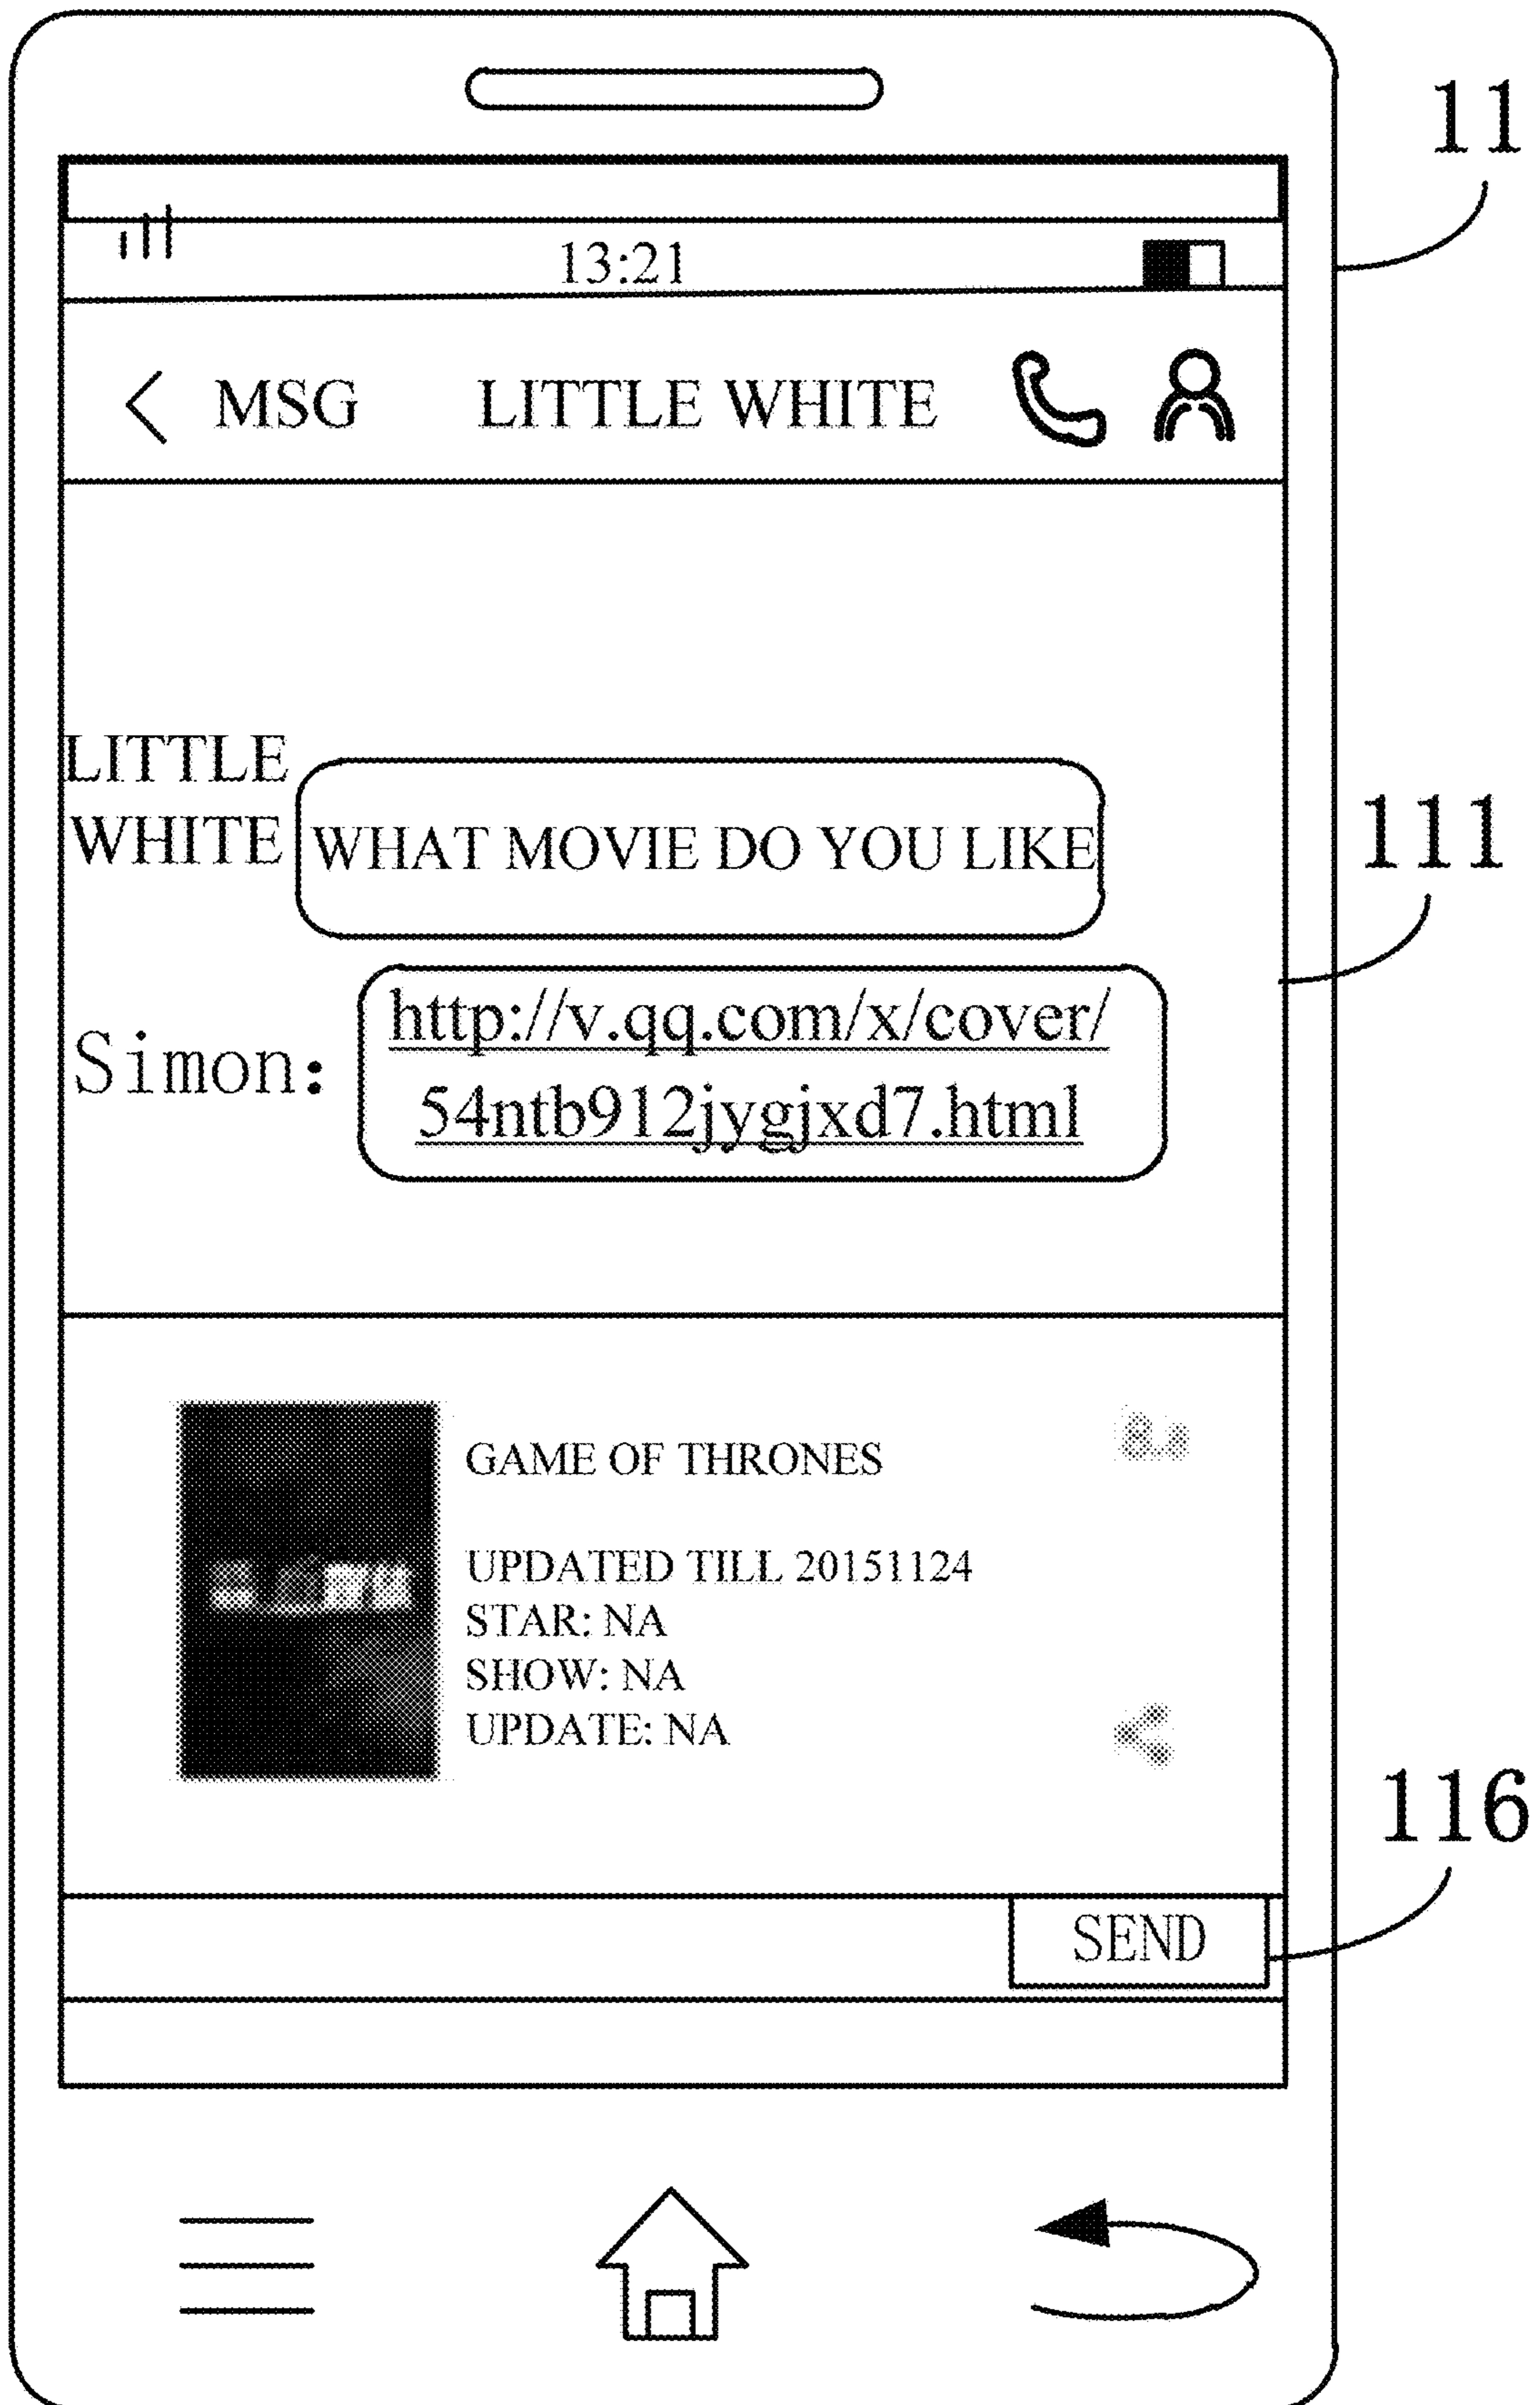 11
13:21
MSG LITTLE WHITE
LITTLE
WHITE
WHAT MOVIE DO YOU LIKE
111
Simon:
http://v.qq.com/x/cover/
54ntb912jygjxd7.html
GAME OF THRONES
UPDATED TILL 20151124
STAR: NA
SHOW: NA
UPDATE: NA
116
SEND